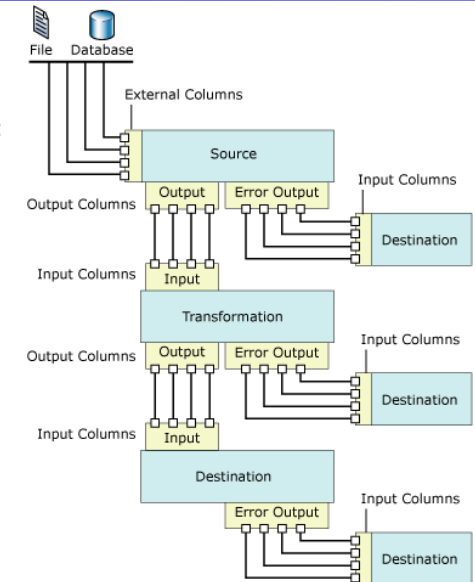 File Database
External Columns
Source
Output Error Output
Input Columns
Output Columns
Destination
Input Columns
Input
Transformation
Input Columns
Output Columns
Output Error Output
Destination
Input Columns
Input
Destination
Input Columns
Error Output
Destination